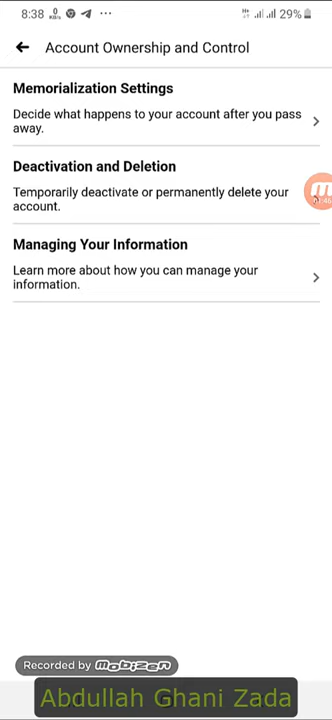 8:38 0 KB/s ... H+ 29%
Account Ownership and Control
Memorialization Settings
Decide what happens to your account after you pass
away.
Deactivation and Deletion
Temporarily deactivate or permanently delete your
account.
Managing Your Information
Learn more about how you can manage your
information.
Recorded by mobizen
Abdullah Ghani Zada